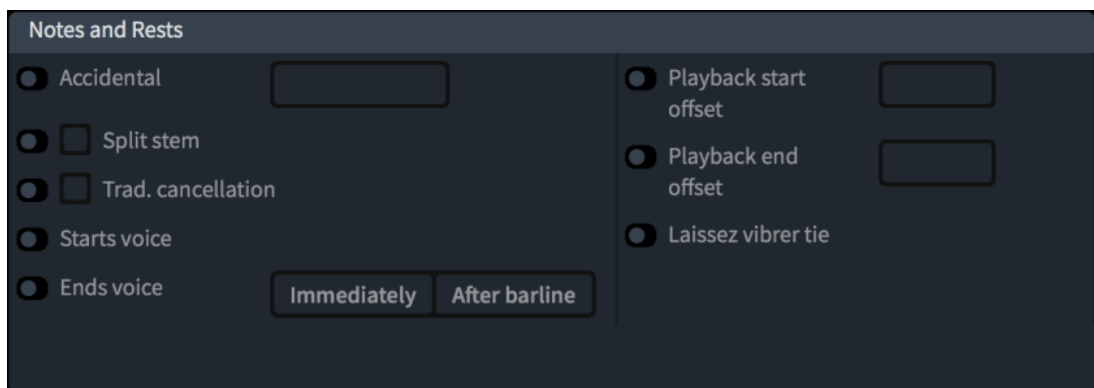 Notes and Rests
Accidental
Split stem
Trad. cancellation
Starts voice
Ends voice
Immediately
After barline
Playback start
offset
Playback end
offset
Laissez vibrer tie